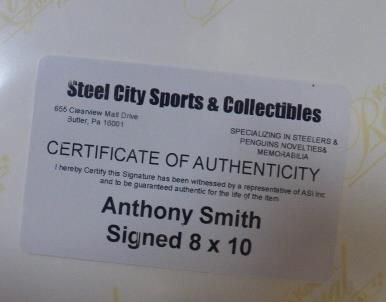 Steel City Sports & Collectibles
655 Clearview Mall Drive
Butler, Pa 16001
SPECIALIZING IN STEELERS &
PENGUINS NOVELTIES&
MEMORABILIA
CERTIFICATE OF AUTHENTICITY
I hereby Certify this Signature has been witnessed by a representative of ASI Inc
and to be guaranteed authentic for the life of the item
Anthony Smith
Signed 8 x 10